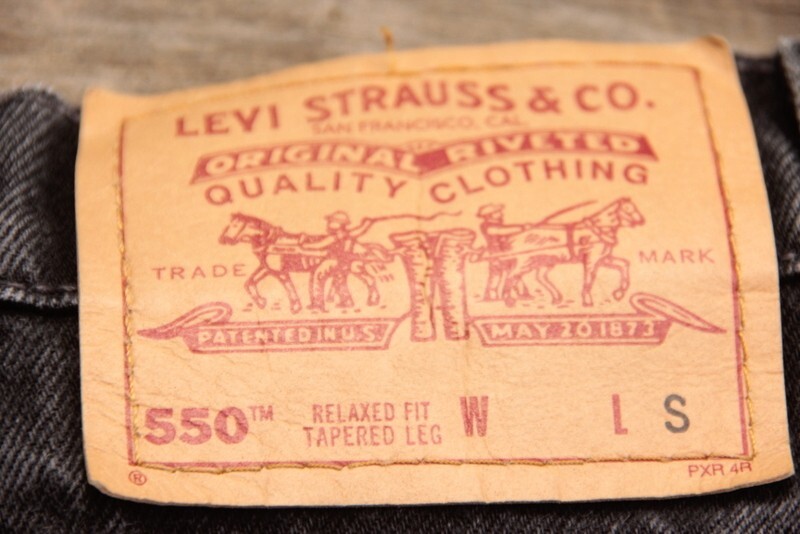 LEVI STRAUSS & CO.
SAN FRANCISCO, CAL.
ORIGINAL RIVETED
QUALITY CLOTHING
TRADE MARK
PATENTED IN U.S. MAY 20 1873
550™ RELAXED FIT W L S
TAPERED LEG
® PXR 4R